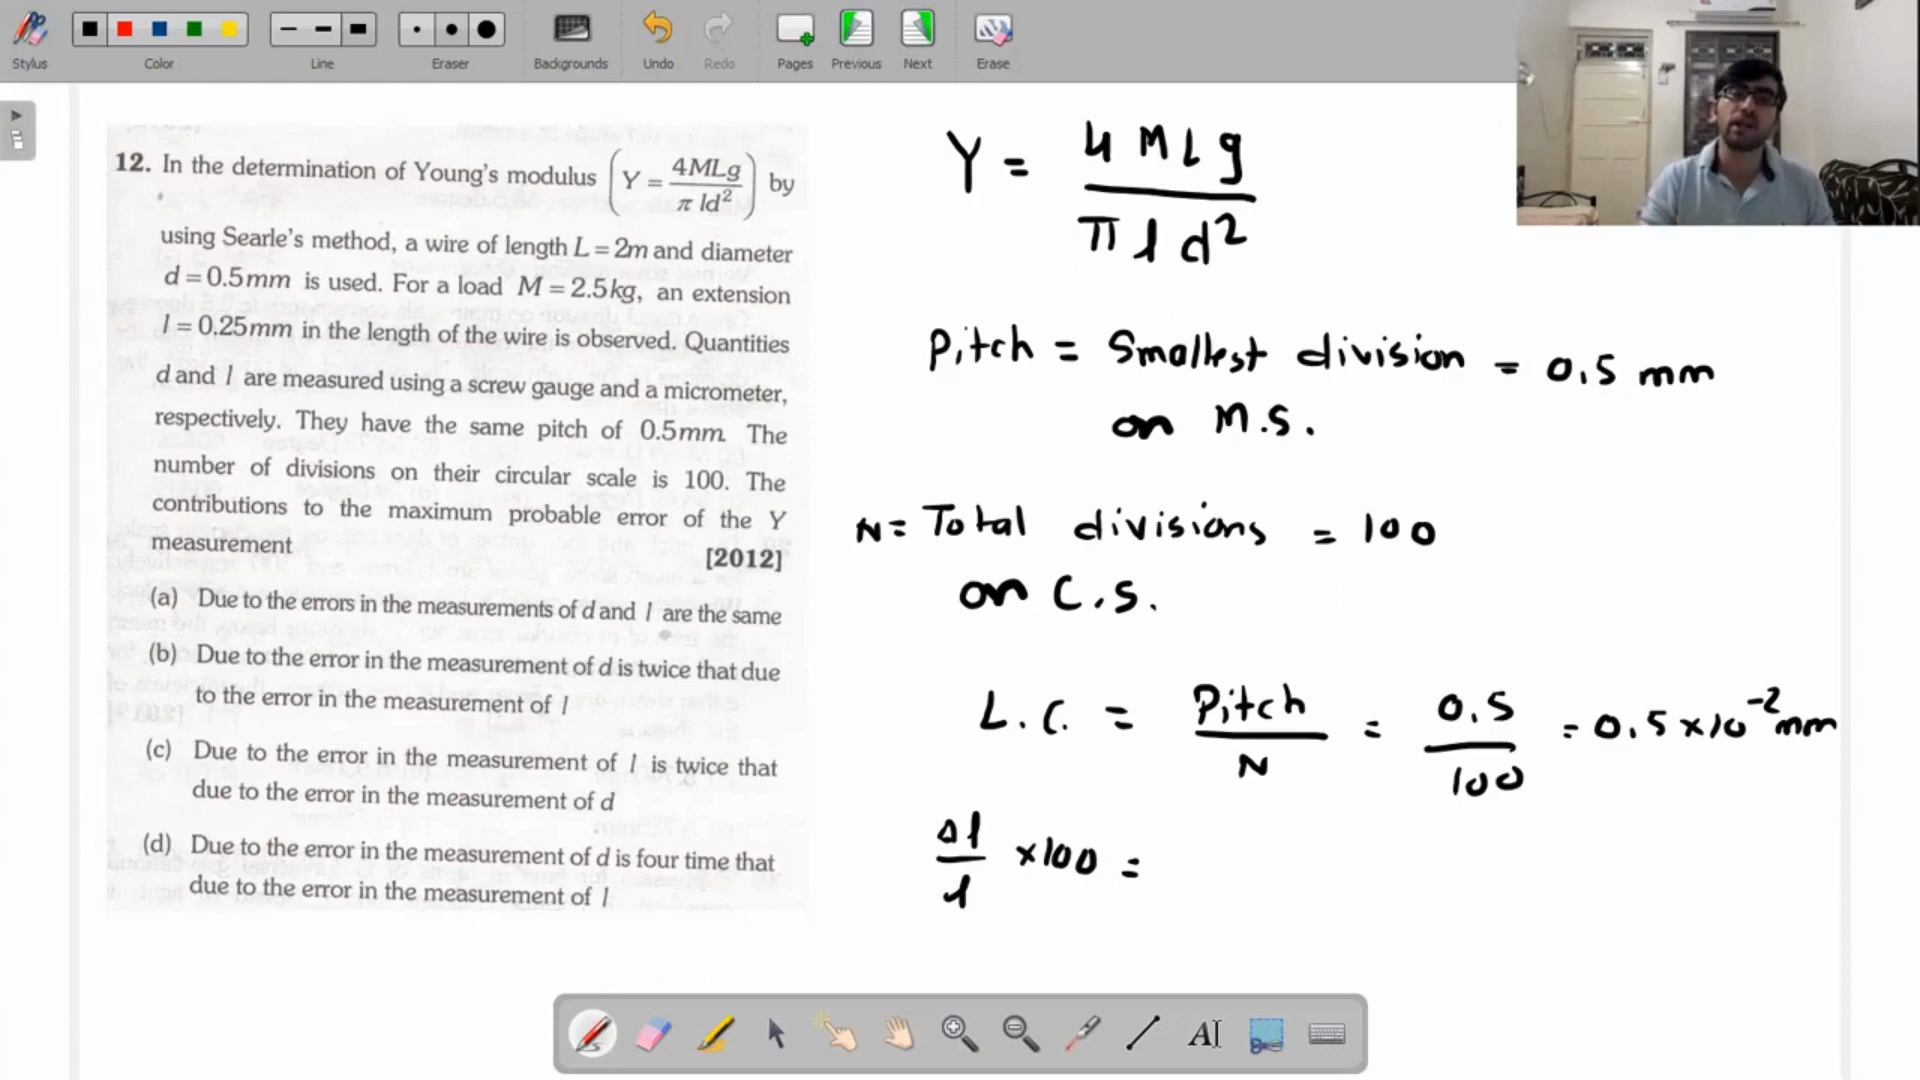 Stylus
Color
Line
Eraser
Backgrounds
Undo
Redo
Pages
Previous
Next
Erase
12. In the determination of Young's modulus (Y = 4MLg / π ld²) by
using Searle's method, a wire of length L = 2m and diameter
d = 0.5mm is used. For a load M = 2.5kg, an extension
l = 0.25mm in the length of the wire is observed. Quantities
d and l are measured using a screw gauge and a micrometer,
respectively. They have the same pitch of 0.5mm. The
number of divisions on their circular scale is 100. The
contributions to the maximum probable error of the Y
measurement [2012]
(a) Due to the errors in the measurements of d and l are the same
(b) Due to the error in the measurement of d is twice that due
to the error in the measurement of l
(c) Due to the error in the measurement of l is twice that
due to the error in the measurement of d
(d) Due to the error in the measurement of d is four time that
due to the error in the measurement of l
Y = 4MLg / π l d²
Pitch = Smallest division = 0.5 mm
on M.S.
N = Total divisions = 100
on C.S.
L.C. = Pitch / N = 0.5 / 100 = 0.5 × 10⁻² mm
Δl / l × 100 =
AI